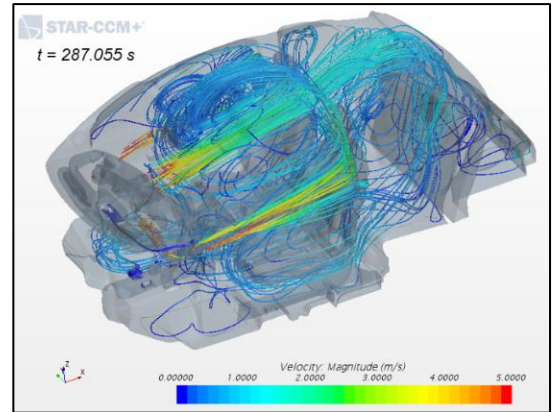 STAR-CCM+
t = 287.055 s
Z
X
Velocity: Magnitude (m/s)
0.00000 1.0000 2.0000 3.0000 4.0000 5.0000